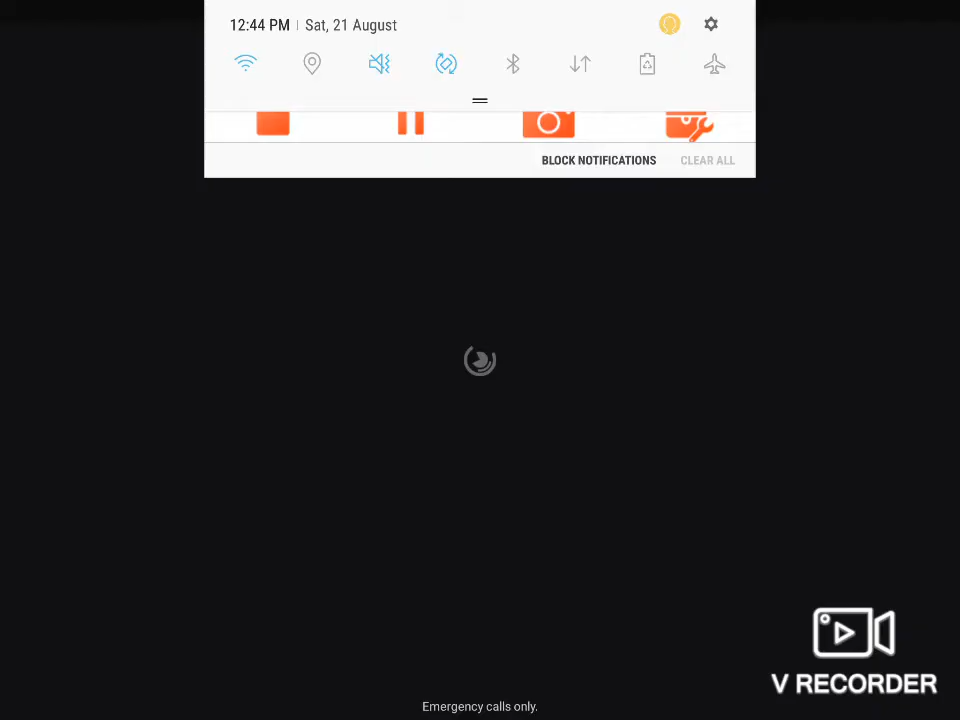 12:44 PM Sat, 21 August
BLOCK NOTIFICATIONS CLEAR ALL
V RECORDER
Emergency calls only.